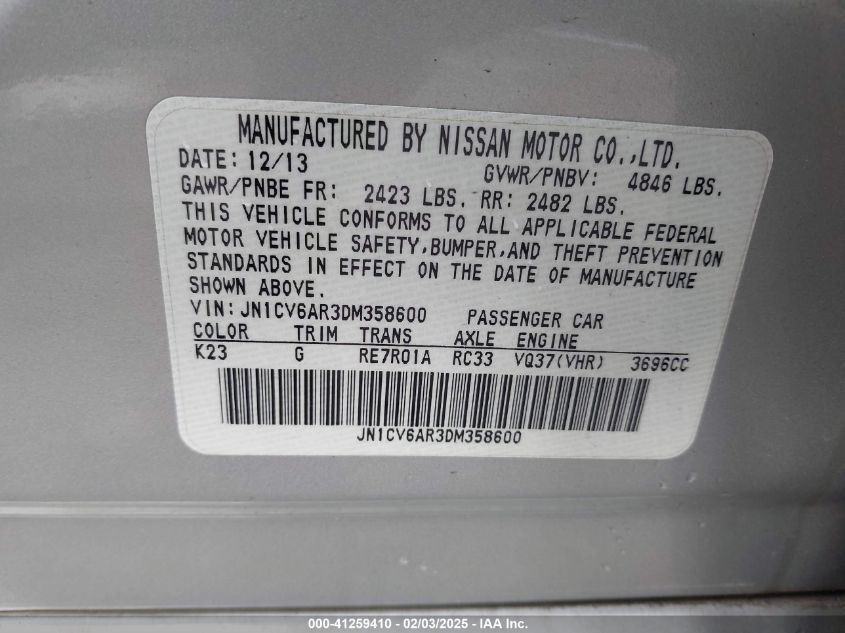 MANUFACTURED BY NISSAN MOTOR CO.,LTD.
DATE: 12/13 GVWR/PNBV: 4846 LBS.
GAWR/PNBE FR: 2423 LBS. RR: 2482 LBS.
THIS VEHICLE CONFORMS TO ALL APPLICABLE FEDERAL
MOTOR VEHICLE SAFETY,BUMPER,AND THEFT PREVENTION
STANDARDS IN EFFECT ON THE DATE OF MANUFACTURE
SHOWN ABOVE.
VIN:JN1CV6AR3DM358600 PASSENGER CAR
COLOR TRIM TRANS AXLE ENGINE
K23 G RE7R01A RC33 VQ37(VHR) 3696CC
JN1CV6AR3DM358600
000-41259410 - 02/03/2025 - IAA Inc.